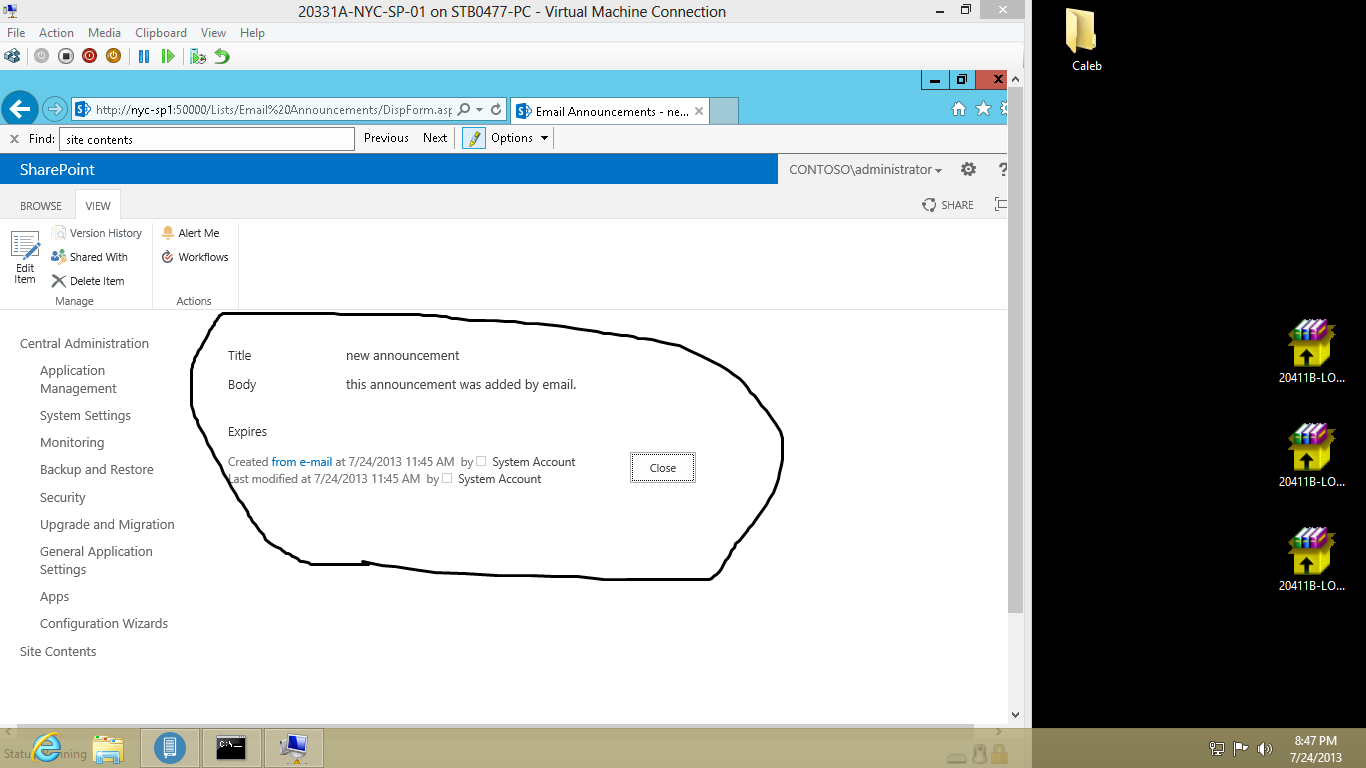 20331A-NYC-SP-01 on STB0477-PC - Virtual Machine Connection
File Action Media Clipboard View Help
http://nyc-sp1:50000/Lists/Email%20Announcements/DispForm.asp
Email Announcements - ne...
Find: site contents Previous Next Options
SharePoint CONTOSO\administrator ?
BROWSE VIEW SHARE
Edit Item
Version History
Shared With
Delete Item
Manage
Alert Me
Workflows
Actions
Central Administration
Application
Management
System Settings
Monitoring
Backup and Restore
Security
Upgrade and Migration
General Application
Settings
Apps
Configuration Wizards
Site Contents
Title new announcement
Body this announcement was added by email.
Expires
Created from e-mail at 7/24/2013 11:45 AM by System Account
Last modified at 7/24/2013 11:45 AM by System Account
Close
Caleb
20411B-LO...
20411B-LO...
20411B-LO...
C:\
8:47 PM
7/24/2013